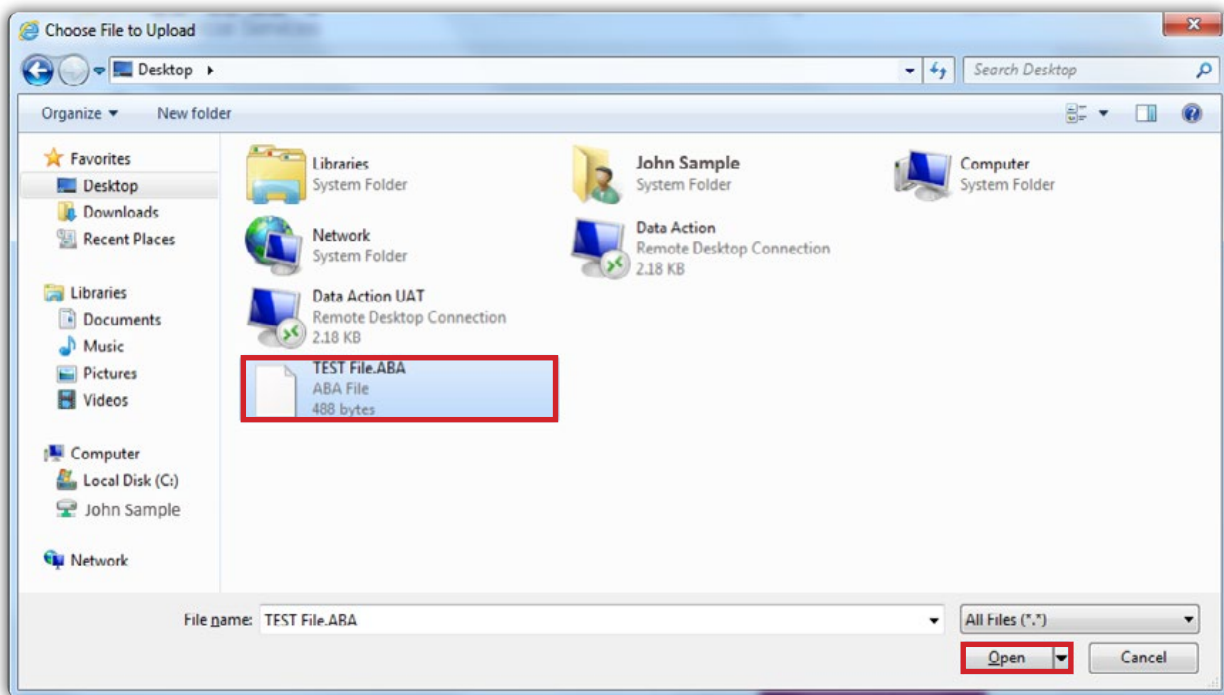 Choose File to Upload
Desktop
Search Desktop
Organize
New folder
Favorites
Desktop
Downloads
Recent Places
Libraries
Documents
Music
Pictures
Videos
Computer
Local Disk (C:)
John Sample
Network
Libraries
System Folder
John Sample
System Folder
Computer
System Folder
Network
System Folder
Data Action
Remote Desktop Connection
2.18 KB
Data Action UAT
Remote Desktop Connection
2.18 KB
TEST File.ABA
ABA File
488 bytes
File name: TEST File.ABA
All Files (*.*)
Open
Cancel